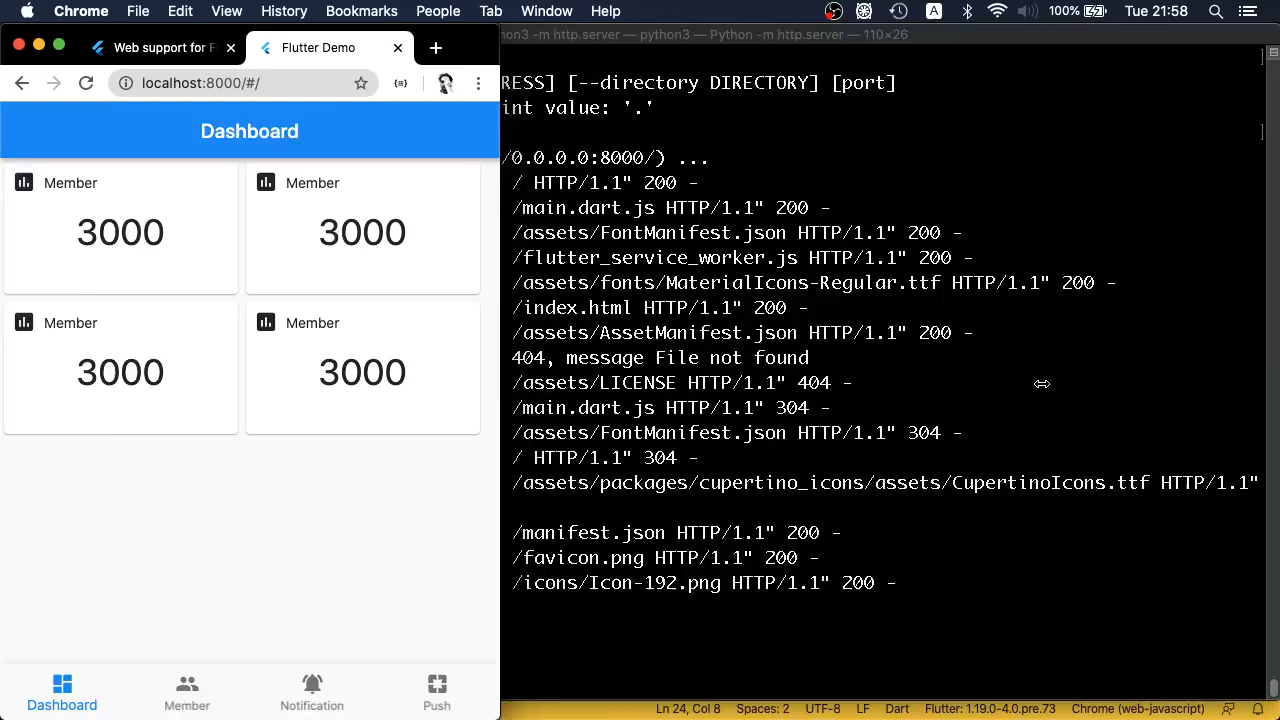 Chrome File Edit View History Bookmarks People Tab Window Help
A 100% Tue 21:58
Web support for F
Flutter Demo
localhost:8000/#/
Dashboard
Member
3000
Member
3000
Member
3000
Member
3000
Dashboard
Member
Notification
Push
-m http.server — python3 — Python -m http.server — 110×26
RESS] [--directory DIRECTORY] [port]
int value: '.'
/0.0.0.0:8000/) ...
/ HTTP/1.1" 200 -
/main.dart.js HTTP/1.1" 200 -
/assets/FontManifest.json HTTP/1.1" 200 -
/flutter_service_worker.js HTTP/1.1" 200 -
/assets/fonts/MaterialIcons-Regular.ttf HTTP/1.1" 200 -
/index.html HTTP/1.1" 200 -
/assets/AssetManifest.json HTTP/1.1" 200 -
404, message File not found
/assets/LICENSE HTTP/1.1" 404 -
/main.dart.js HTTP/1.1" 304 -
/assets/FontManifest.json HTTP/1.1" 304 -
/ HTTP/1.1" 304 -
/assets/packages/cupertino_icons/assets/CupertinoIcons.ttf HTTP/1.1"
/manifest.json HTTP/1.1" 200 -
/favicon.png HTTP/1.1" 200 -
/icons/Icon-192.png HTTP/1.1" 200 -
Ln 24, Col 8 Spaces: 2 UTF-8 LF Dart Flutter: 1.19.0-4.0.pre.73 Chrome (web-javascript)